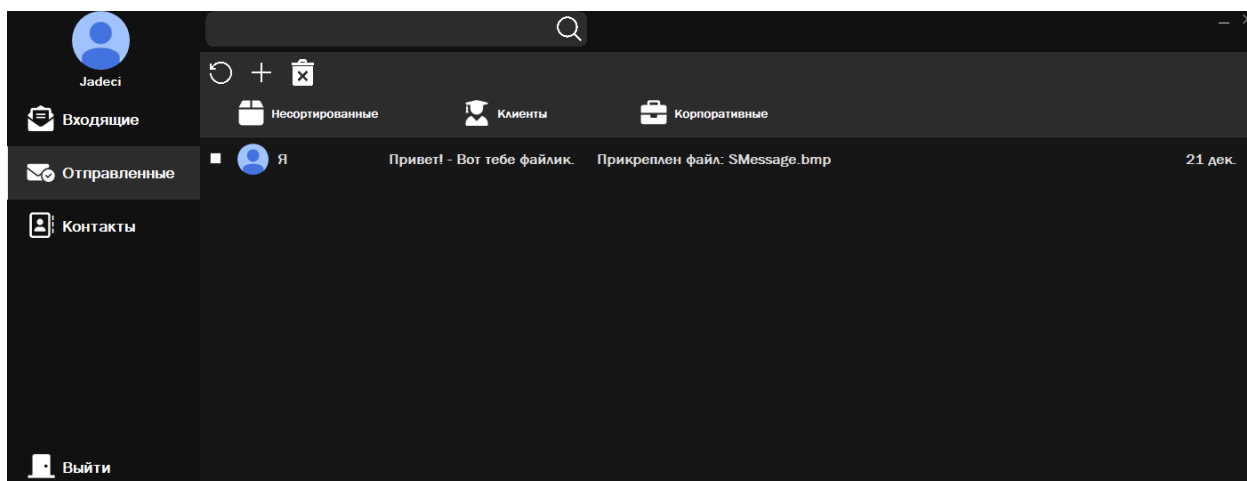 Jadeci
Входящие
Отправленные
Контакты
Выйти
Несортированные Клиенты Корпоративные
Я Привет! - Вот тебе файлик. Прикреплен файл: SMessage.bmp 21 дек.